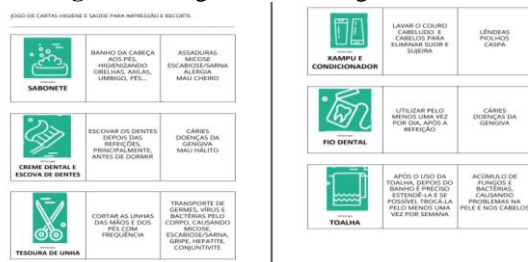 JOGO DE CARTAS HIGIENE E SAÚDE PARA IMPRESSÃO E RECORTE.
SABONETE
BANHO DA CABEÇA
AOS PÉS,
HIGIENIZANDO
ORELHAS, AXILAS,
UMBIGO, PÉS...
ASSADURAS
MICOSE
ESCABIOSE/SARNA
ALERGIA
MAU CHEIRO
CREME DENTAL E
ESCOVA DE DENTES
ESCOVAR OS DENTES
DEPOIS DAS
REFEIÇÕES,
PRINCIPALMENTE,
ANTES DE DORMIR
CÁRIES
DOENÇAS DA
GENGIVA
MAU HÁLITO
TESOURA DE UNHA
CORTAR AS UNHAS
DAS MÃOS E DOS
PÉS COM
FREQUÊNCIA
TRANSPORTE DE
GERMES, VÍRUS E
BACTÉRIAS PELO
CORPO, CAUSANDO
MICOSE,
ESCABIOSE/SARNA,
GRIPE, HEPATITE,
CONJUNTIVITE
XAMPU E
CONDICIONADOR
LAVAR O COURO
CABELUDO E
CABELOS PARA
ELIMINAR SUOR E
SUJEIRA
LÊNDEAS
PIOLHOS
CASPA
FIO DENTAL
UTILIZAR PELO
MENOS UMA VEZ
POR DIA, APÓS A
REFEIÇÃO
CÁRIES
DOENÇAS DA
GENGIVA
TOALHA
APÓS O USO DA
TOALHA, DEPOIS DO
BANHO É PRECISO
ESTENDÊ-LA E SE
POSSÍVEL TROCÁ-LA
PELO MENOS UMA
VEZ POR SEMANA
ACÚMULO DE
FUNGOS E
BACTÉRIAS,
CAUSANDO
PROBLEMAS NA
PELE E NOS CABELOS